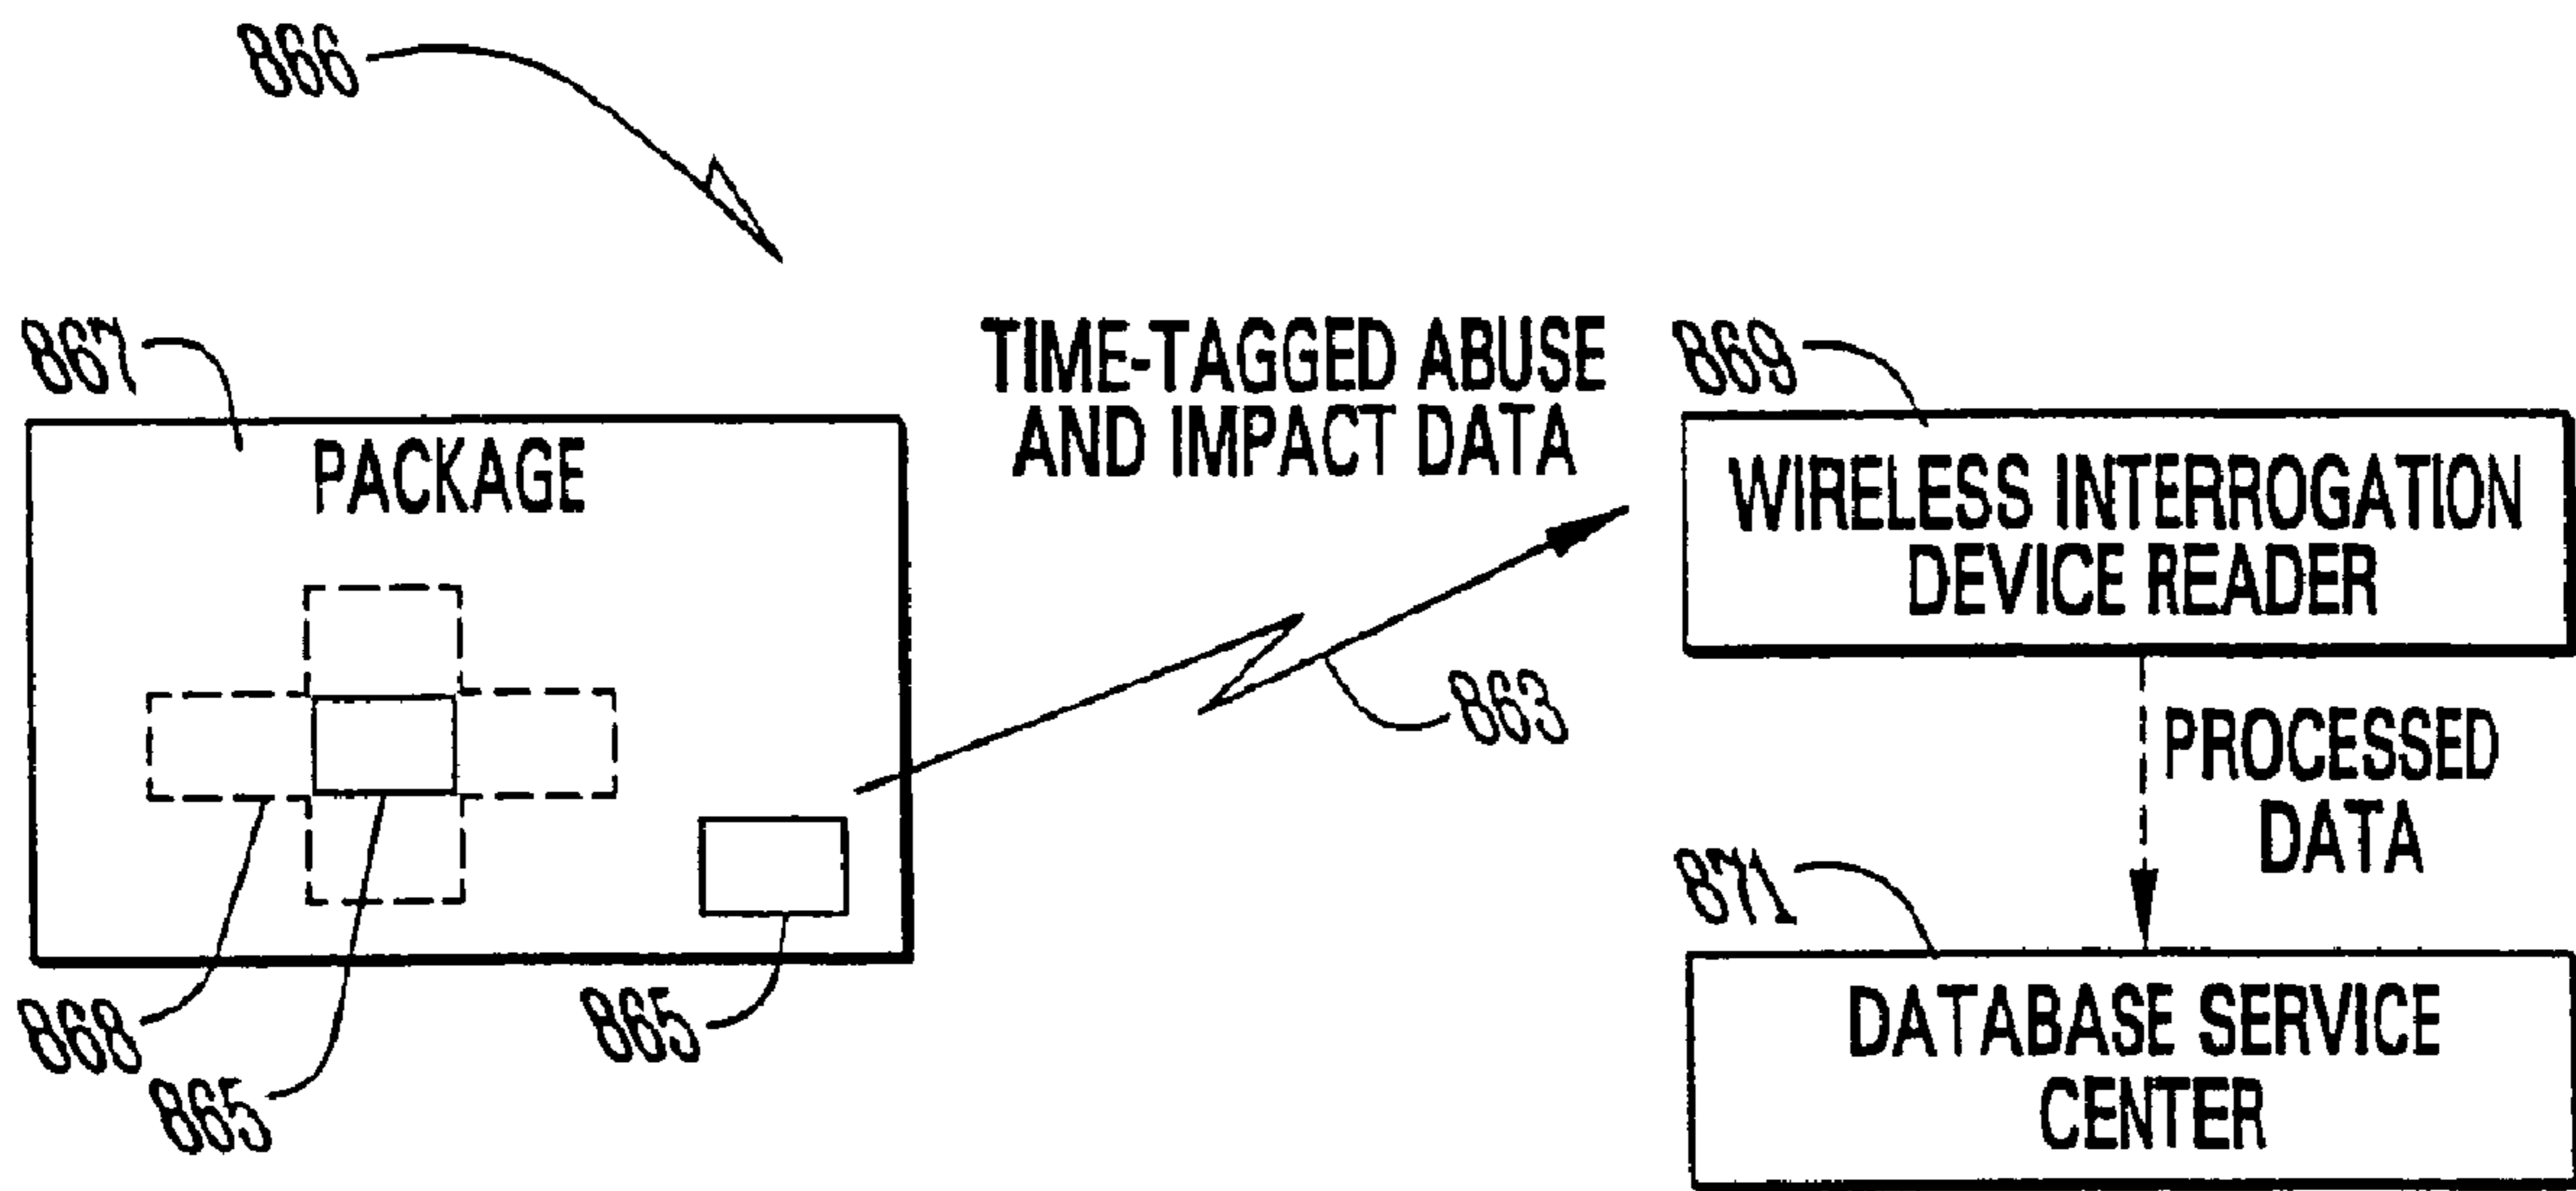 866
867
PACKAGE
TIME-TAGGED ABUSE
AND IMPACT DATA
869
WIRELESS INTERROGATION
DEVICE READER
863
PROCESSED
DATA
868
865
865
871
DATABASE SERVICE
CENTER